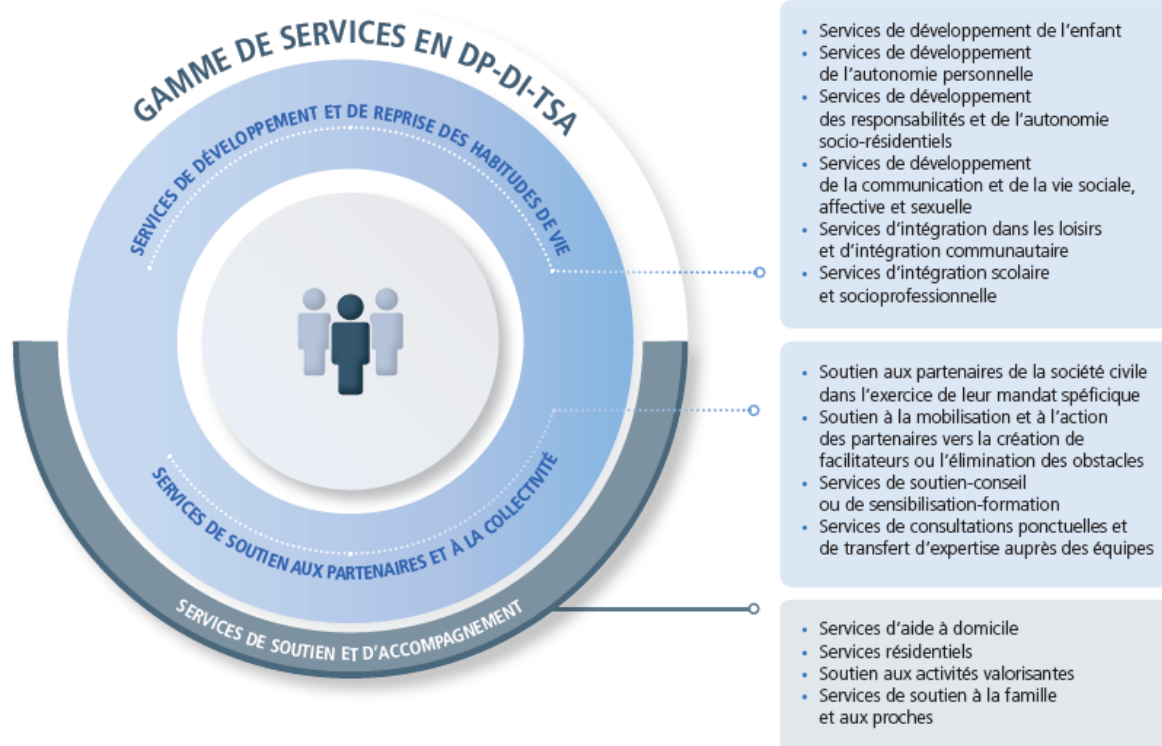 GAMME DE SERVICES EN DP-DI-TSA
SERVICES DE DÉVELOPPEMENT ET DE REPRISE DES HABITUDES DE VIE
• Services de développement de l'enfant
• Services de développement
de l'autonomie personnelle
• Services de développement
des responsabilités et de l'autonomie
socio-résidentiels
• Services de développement
de la communication et de la vie sociale,
affective et sexuelle
• Services d'intégration dans les loisirs
et d'intégration communautaire
• Services d'intégration scolaire
et socioprofessionnelle
SERVICES DE SOUTIEN AUX PARTENAIRES ET À LA COLLECTIVITÉ
• Soutien aux partenaires de la société civile
dans l'exercice de leur mandat spéficique
• Soutien à la mobilisation et à l'action
des partenaires vers la création de
facilitateurs ou l'élimination des obstacles
• Services de soutien-conseil
ou de sensibilisation-formation
• Services de consultations ponctuelles et
de transfert d'expertise auprès des équipes
SERVICES DE SOUTIEN ET D'ACCOMPAGNEMENT
• Services d'aide à domicile
• Services résidentiels
• Soutien aux activités valorisantes
• Services de soutien à la famille
et aux proches